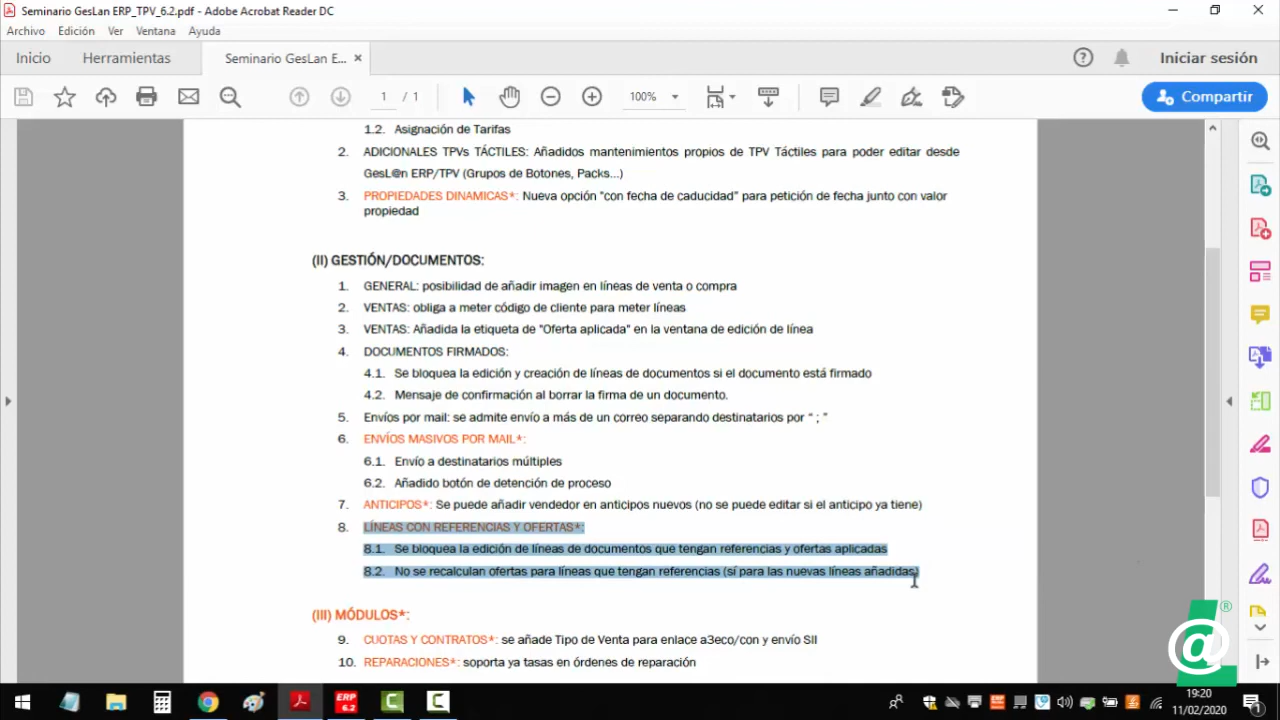 Seminario GesLan ERP_TPV_6.2.pdf - Adobe Acrobat Reader DC
Archivo Edición Ver Ventana Ayuda
Inicio Herramientas Seminario GesLan E... × Iniciar sesión
1 / 1 100% Compartir
1.2. Asignación de Tarifas
2. ADICIONALES TPVs TÁCTILES: Añadidos mantenimientos propios de TPV Táctiles para poder editar desde
GesL@n ERP/TPV (Grupos de Botones, Packs...)
3. PROPIEDADES DINAMICAS*: Nueva opción "con fecha de caducidad" para petición de fecha junto con valor
propiedad
(II) GESTIÓN/DOCUMENTOS:
1. GENERAL: posibilidad de añadir imagen en líneas de venta o compra
2. VENTAS: obliga a meter código de cliente para meter líneas
3. VENTAS: Añadida la etiqueta de "Oferta aplicada" en la ventana de edición de línea
4. DOCUMENTOS FIRMADOS:
4.1. Se bloquea la edición y creación de líneas de documentos si el documento está firmado
4.2. Mensaje de confirmación al borrar la firma de un documento.
5. Envíos por mail: se admite envío a más de un correo separando destinatarios por “ ; ”
6. ENVÍOS MASIVOS POR MAIL*:
6.1. Envío a destinatarios múltiples
6.2. Añadido botón de detención de proceso
7. ANTICIPOS*: Se puede añadir vendedor en anticipos nuevos (no se puede editar si el anticipo ya tiene)
8. LÍNEAS CON REFERENCIAS Y OFERTAS*:
8.1. Se bloquea la edición de líneas de documentos que tengan referencias y ofertas aplicadas
8.2. No se recalculan ofertas para líneas que tengan referencias (sí para las nuevas líneas añadidas)
(III) MÓDULOS*:
9. CUOTAS Y CONTRATOS*: se añade Tipo de Venta para enlace a3eco/con y envío SII
10. REPARACIONES*: soporta ya tasas en órdenes de reparación
@®
ERP
6.2
19:20
11/02/2020
1